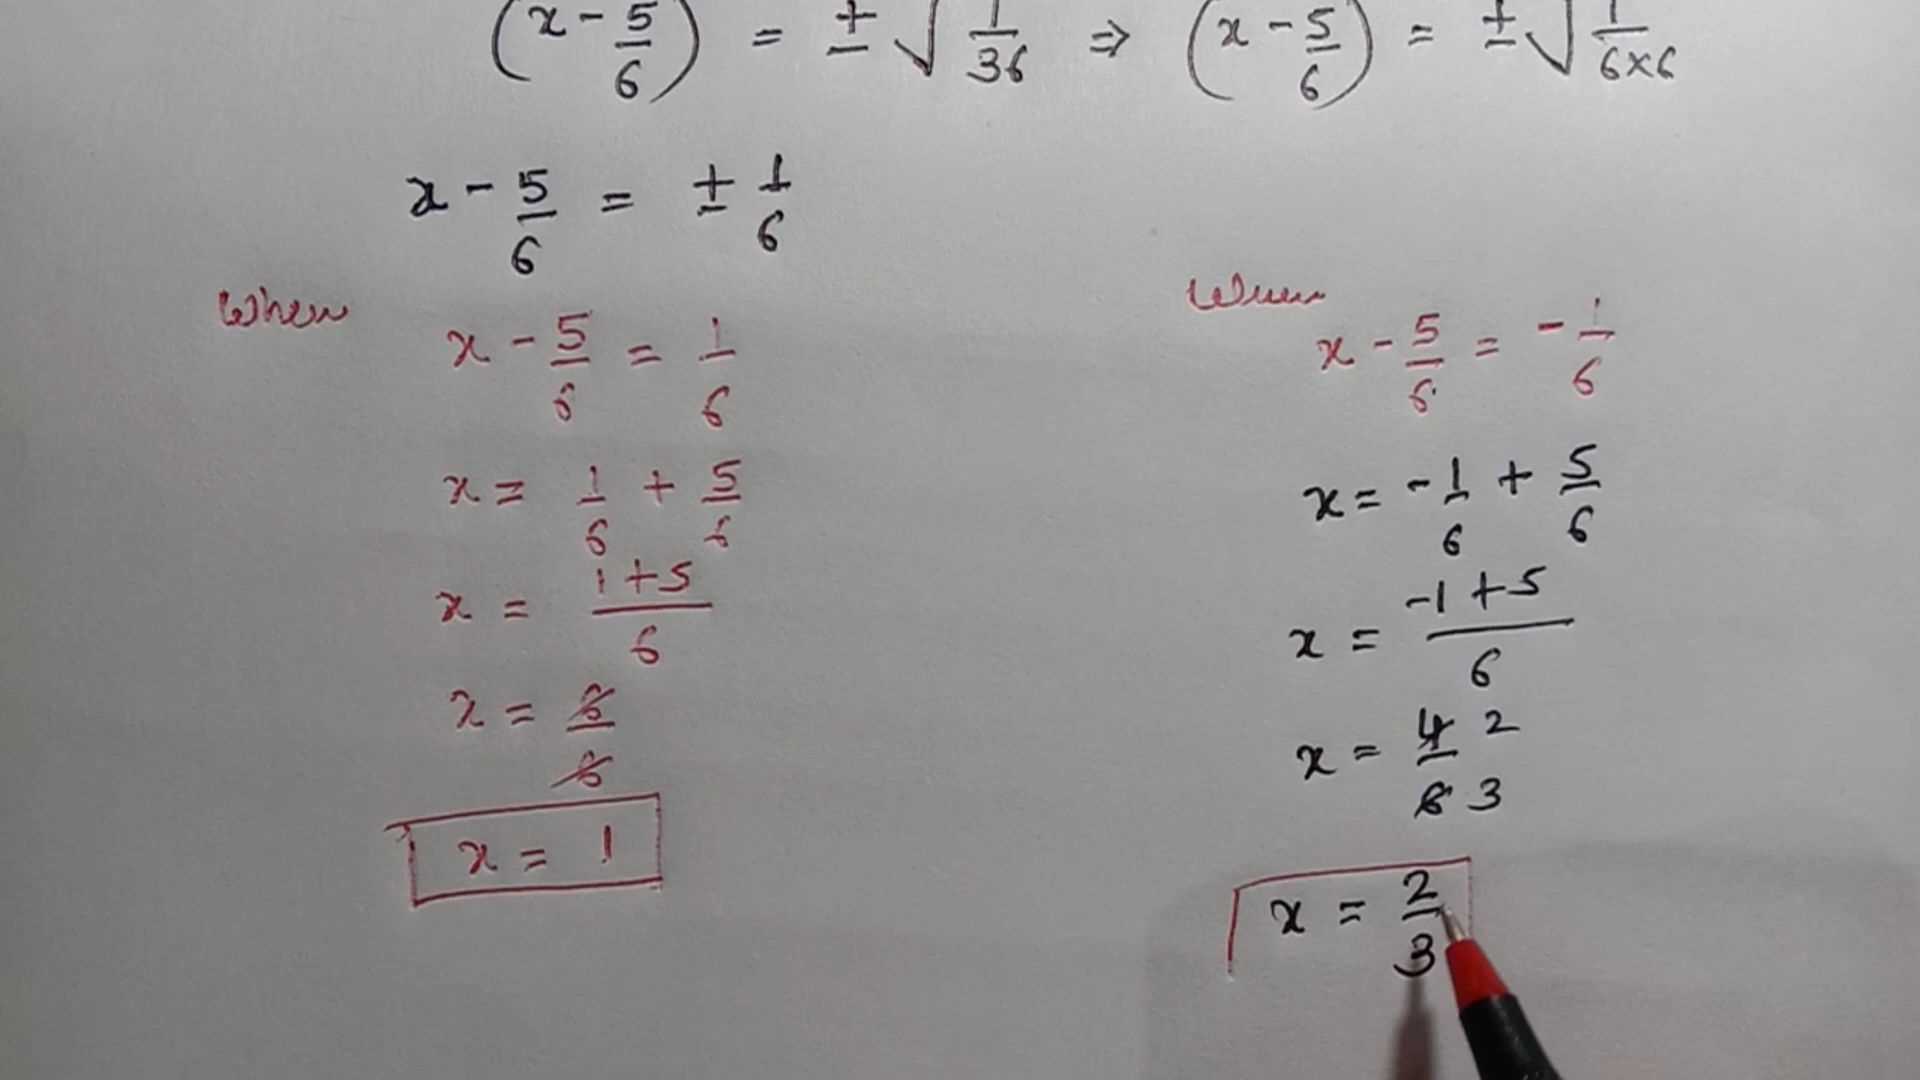 (x - 5/6) = ± √1/36 ⇒ (x - 5/6) = ± √1/6×6
x - 5/6 = ± 1/6
When x - 5/6 = 1/6
x = 1/6 + 5/6
x = 1+5/6
x = 6/6
x = 1
When x - 5/6 = - 1/6
x = - 1/6 + 5/6
x = -1+5/6
x = 4/6 2/3
x = 2/3